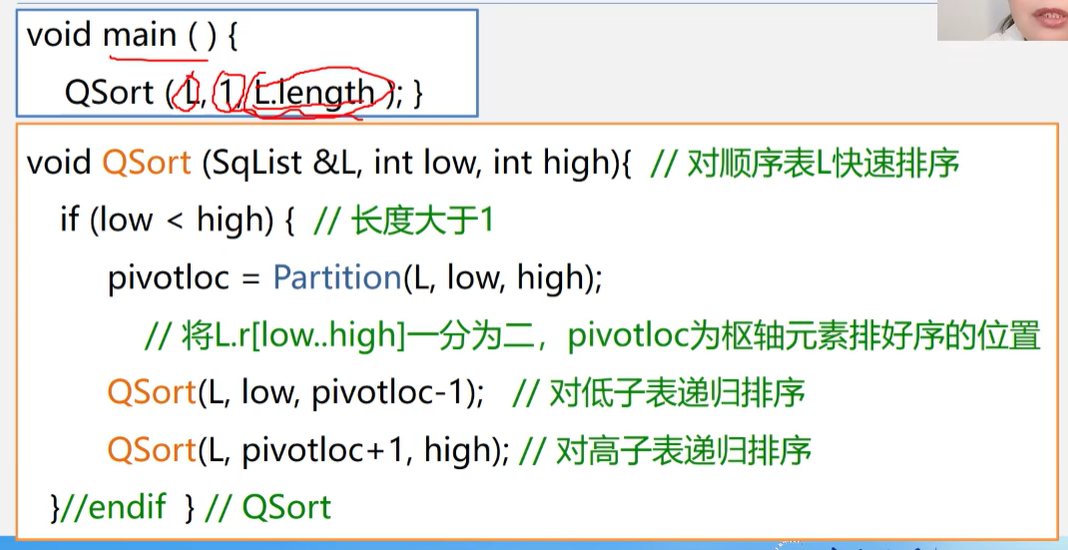 void main ( ) {
QSort (L, 1, L.length ); }
void QSort (SqList &L, int low, int high){ // 对顺序表L快速排序
if (low < high) { // 长度大于1
pivotloc = Partition(L, low, high);
// 将L.r[low..high]一分为二，pivotloc为枢轴元素排好序的位置
QSort(L, low, pivotloc-1); // 对低子表递归排序
QSort(L, pivotloc+1, high); // 对高子表递归排序
}//endif } // QSort